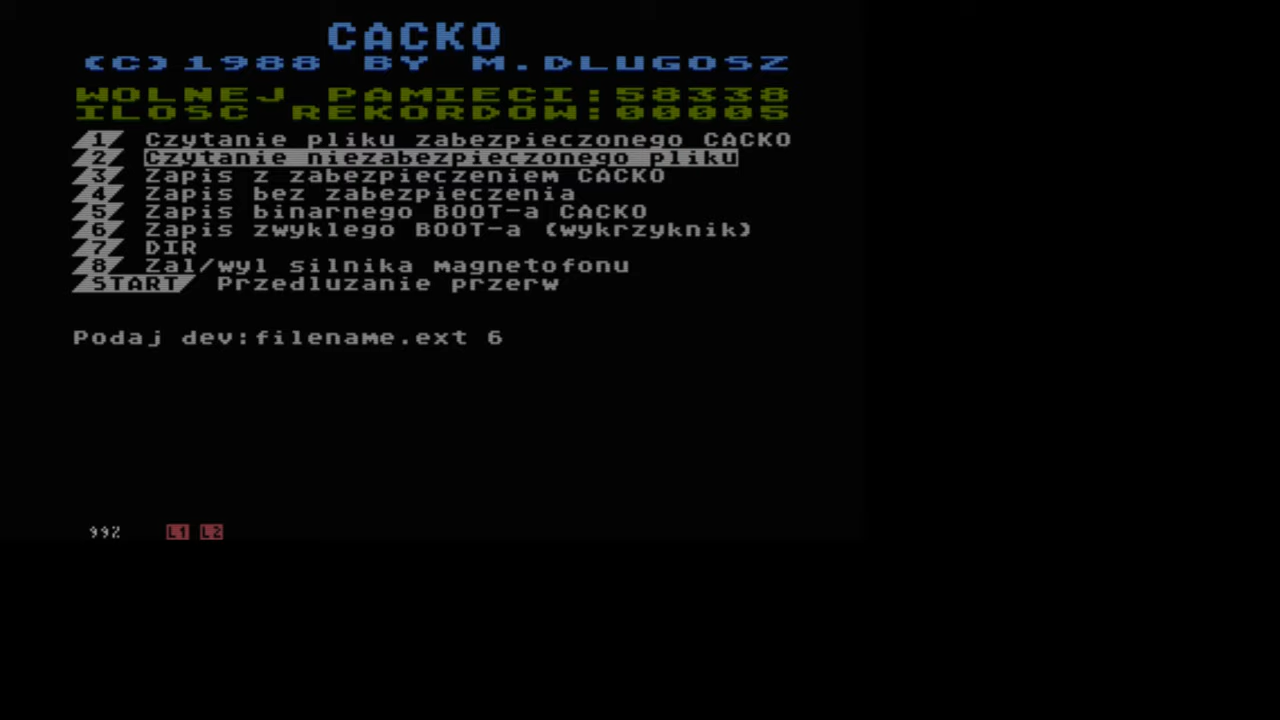 CACKO
(C)1988 BY M.DLUGOSZ
WOLNEJ PAMIECI:58338
ILOSC REKORDOW:00005
1 Czytanie pliku zabezpieczonego CACKO
2 Czytanie niezabezpieczonego pliku
3 Zapis z zabezpieczeniem CACKO
4 Zapis bez zabezpieczenia
5 Zapis binarnego BOOT-a CACKO
6 Zapis zwyklego BOOT-a (wykrzyknik)
7 DIR
8 Zal/wyl silnika magnetofonu
START Przedluzanie przerw
Podaj dev:filename.ext 6
99% L1 L2